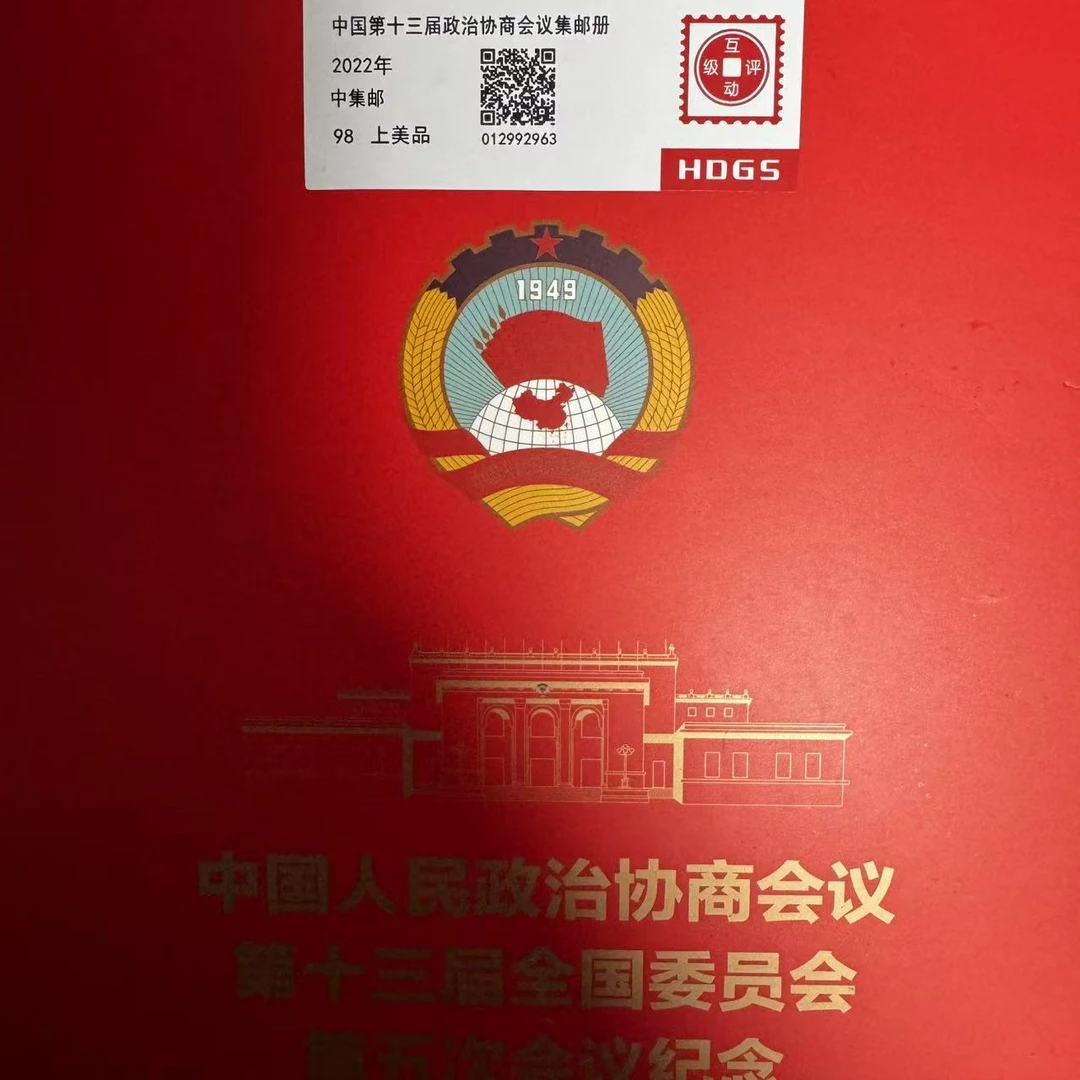 中国第十三届政治协商会议集邮册
2022年
中集邮
98 上美品
012992963
互动评级
HDGS
1949
中国人民政治协商会议
第十三届全国委员会
第五次会议纪念